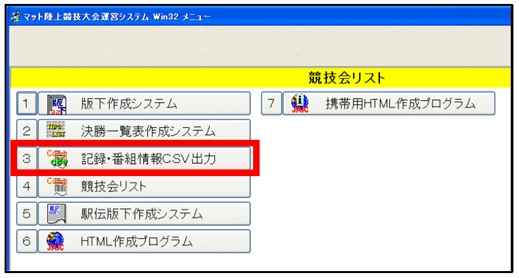 マット陸上競技大会運営システム Win32 メニュー
競技会リスト
1 版下作成システム
7 携帯用HTML作成プログラム
2 決勝一覧表作成システム
3 記録・番組情報CSV出力
4 競技会リスト
5 駅伝版下作成システム
6 HTML作成プログラム